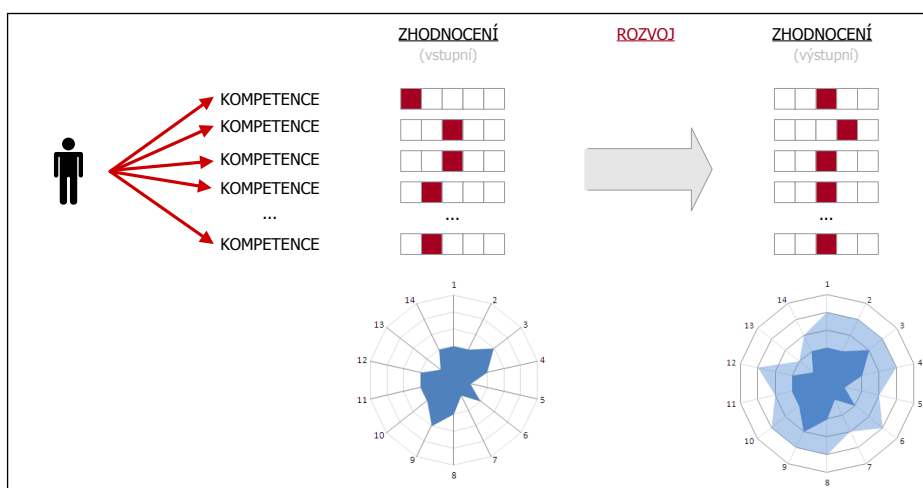 ZHODNOCENÍ ROZVOJ ZHODNOCENÍ
(vstupní) (výstupní)
KOMPETENCE
KOMPETENCE
KOMPETENCE
KOMPETENCE
... ... ...
KOMPETENCE
1 1
14 2 14 2
13 3 13 3
12 4 12 4
11 5 11 5
10 6 10 6
9 7 9 7
8 8